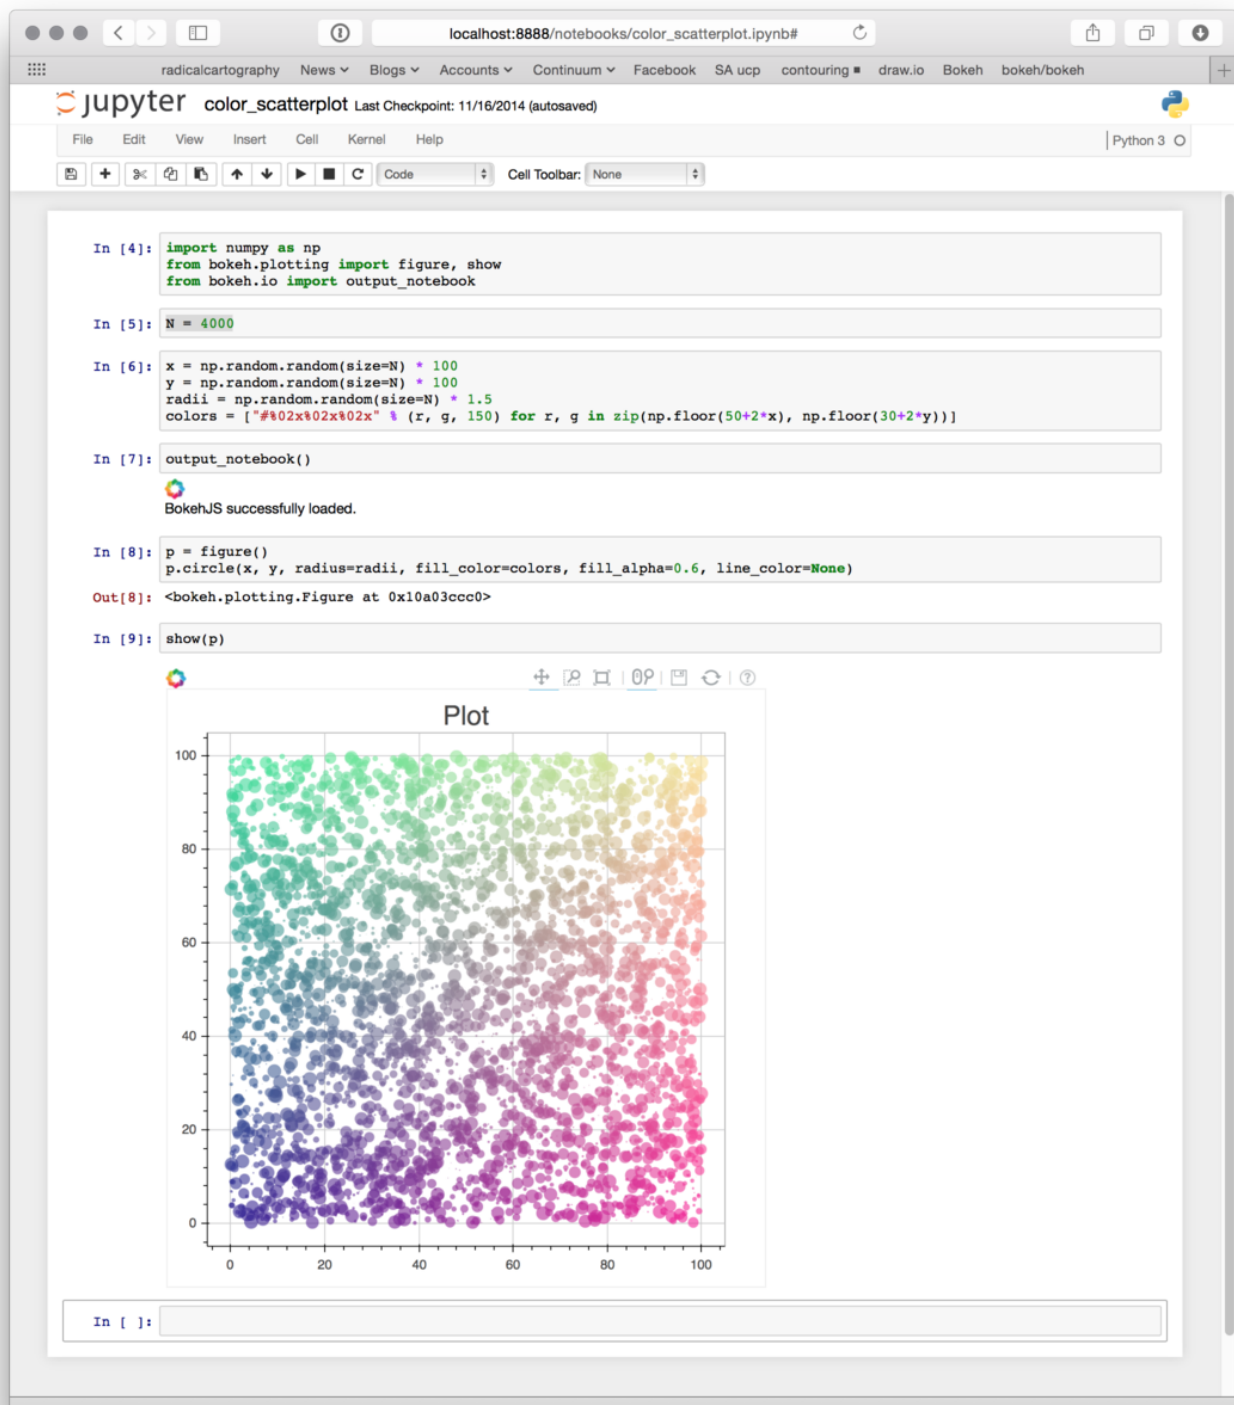 localhost:8888/notebooks/color_scatterplot.ipynb#
radicalcartography News Blogs Accounts Continuum Facebook SA ucp contouring draw.io Bokeh bokeh/bokeh
jupyter color_scatterplot Last Checkpoint: 11/16/2014 (autosaved)
File Edit View Insert Cell Kernel Help Python 3
Code Cell Toolbar: None
In [4]: import numpy as np
from bokeh.plotting import figure, show
from bokeh.io import output_notebook
In [5]: N = 4000
In [6]: x = np.random.random(size=N) * 100
y = np.random.random(size=N) * 100
radii = np.random.random(size=N) * 1.5
colors = ["#%02x%02x%02x" % (r, g, 150) for r, g in zip(np.floor(50+2*x), np.floor(30+2*y))]
In [7]: output_notebook()
BokehJS successfully loaded.
In [8]: p = figure()
p.circle(x, y, radius=radii, fill_color=colors, fill_alpha=0.6, line_color=None)
Out[8]: <bokeh.plotting.Figure at 0x10a03ccc0>
In [9]: show(p)
Plot
100
80
60
40
20
0
0 20 40 60 80 100
In [ ]: